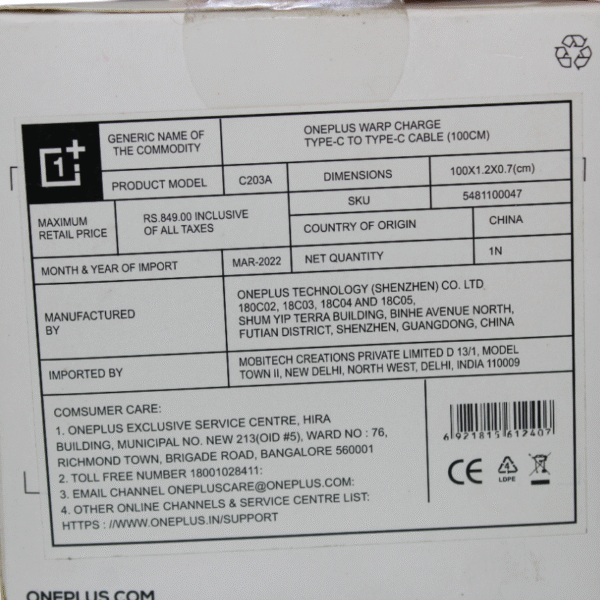 1+
GENERIC NAME OF
THE COMMODITY
ONEPLUS WARP CHARGE
TYPE-C TO TYPE-C CABLE (100CM)
PRODUCT MODEL
C203A
DIMENSIONS
100X1.2X0.7(cm)
SKU
5481100047
MAXIMUM
RETAIL PRICE
RS.849.00 INCLUSIVE
OF ALL TAXES
COUNTRY OF ORIGIN
CHINA
MONTH & YEAR OF IMPORT
MAR-2022
NET QUANTITY
1N
MANUFACTURED
BY
ONEPLUS TECHNOLOGY (SHENZHEN) CO. LTD
180C02, 18C03, 18C04 AND 18C05,
SHUM YIP TERRA BUILDING, BINHE AVENUE NORTH,
FUTIAN DISTRICT, SHENZHEN, GUANGDONG, CHINA
IMPORTED BY
MOBITECH CREATIONS PRIVATE LIMITED D 13/1, MODEL
TOWN II, NEW DELHI, NORTH WEST, DELHI, INDIA 110009
COMSUMER CARE:
1. ONEPLUS EXCLUSIVE SERVICE CENTRE, HIRA
BUILDING, MUNICIPAL NO. NEW 213(OID #5), WARD NO : 76,
RICHMOND TOWN, BRIGADE ROAD, BANGALORE 560001
2. TOLL FREE NUMBER 18001028411:
3. EMAIL CHANNEL ONEPLUSCARE@ONEPLUS.COM:
4. OTHER ONLINE CHANNELS & SERVICE CENTRE LIST:
HTTPS ://WWW.ONEPLUS.IN/SUPPORT
6 921815 612407
CE
4
LDPE
ONEPLUS.COM